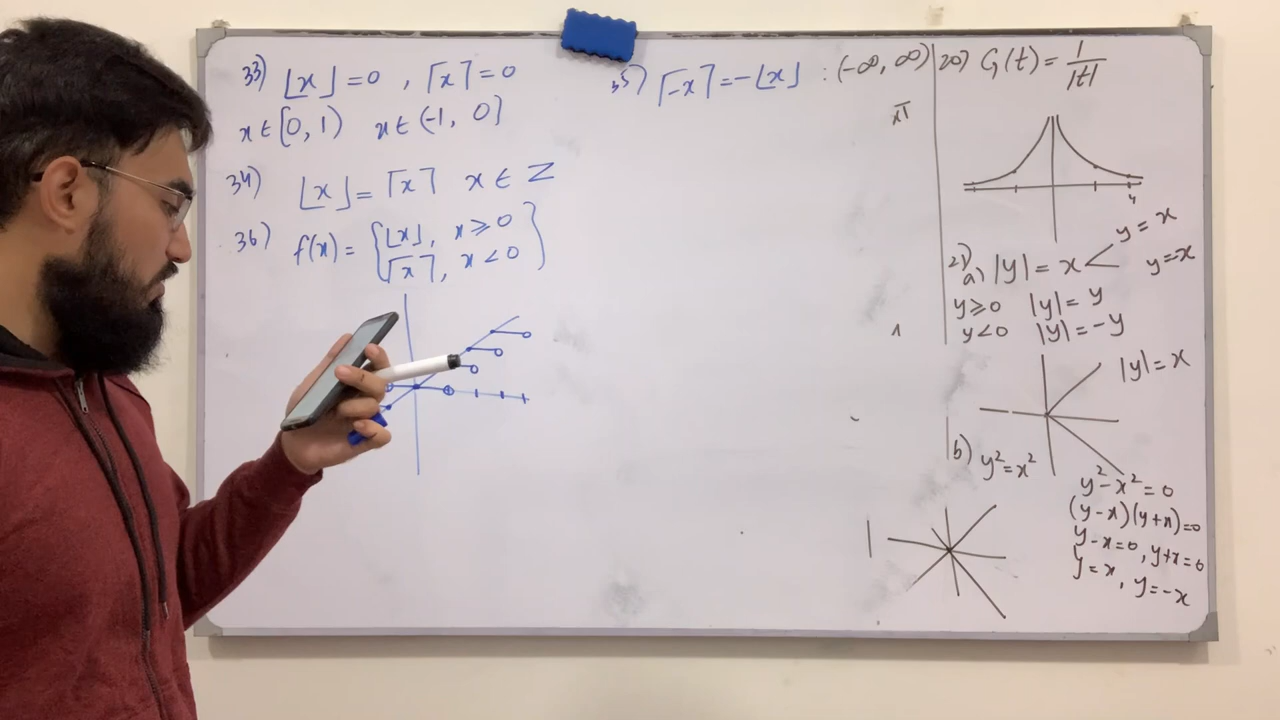 33) ⌊x⌋=0 , ⌈x⌉=0
x∈[0, 1) x∈(-1, 0]
34) ⌊x⌋=⌈x⌉ x∈Z
36) f(x)={⌊x⌋, x≥0
⌈x⌉, x<0}
35) ⌈-x⌉=-⌊x⌋ : (-∞, ∞)
20) G(t)=1/|t|
4
21)
a) |y|=x y=x
y=-x
y≥0 |y|=y
y<0 |y|=-y
|y|=x
b) y²=x²
y²-x²=0
(y-x)(y+x)=0
y-x=0, y+x=0
y=x, y=-x